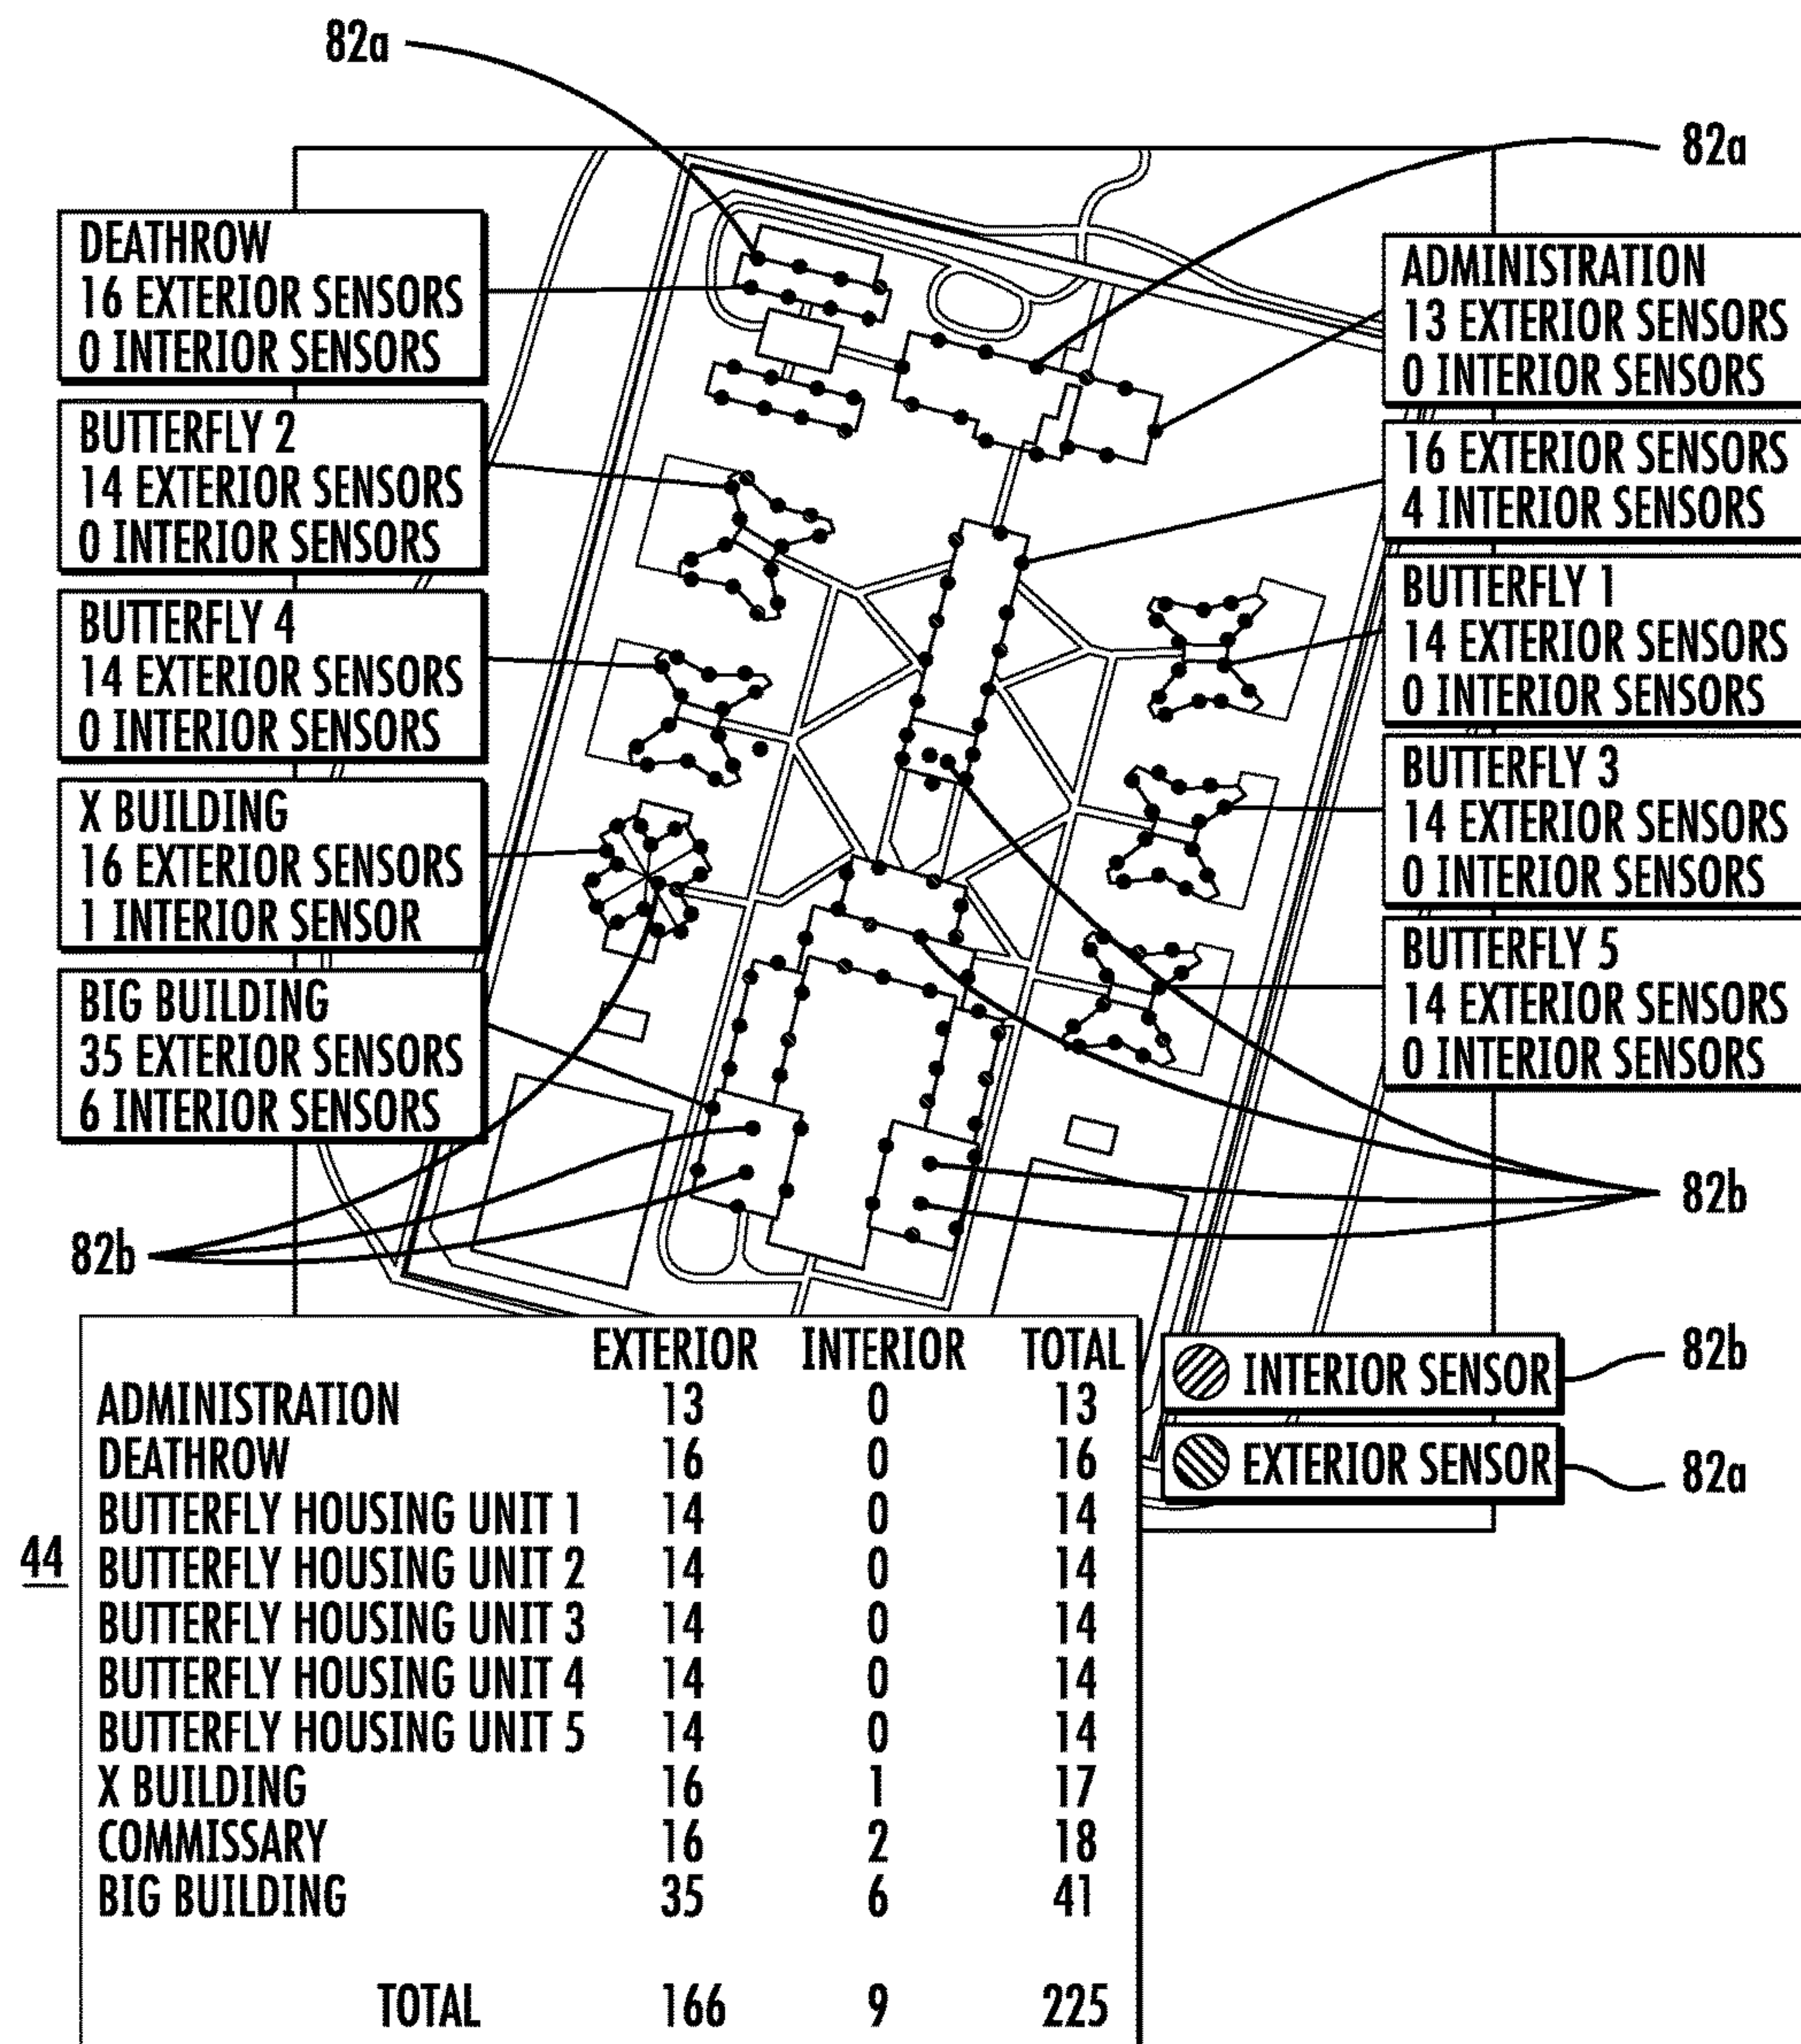 82a
82a
DEATHROW
16 EXTERIOR SENSORS
0 INTERIOR SENSORS
BUTTERFLY 2
14 EXTERIOR SENSORS
0 INTERIOR SENSORS
BUTTERFLY 4
14 EXTERIOR SENSORS
0 INTERIOR SENSORS
X BUILDING
16 EXTERIOR SENSORS
1 INTERIOR SENSOR
BIG BUILDING
35 EXTERIOR SENSORS
6 INTERIOR SENSORS
ADMINISTRATION
13 EXTERIOR SENSORS
0 INTERIOR SENSORS
16 EXTERIOR SENSORS
4 INTERIOR SENSORS
BUTTERFLY 1
14 EXTERIOR SENSORS
0 INTERIOR SENSORS
BUTTERFLY 3
14 EXTERIOR SENSORS
0 INTERIOR SENSORS
BUTTERFLY 5
14 EXTERIOR SENSORS
0 INTERIOR SENSORS
82b
82b
INTERIOR SENSOR
82b
EXTERIOR SENSOR
82a
44
EXTERIOR INTERIOR TOTAL
ADMINISTRATION 13 0 13
DEATHROW 16 0 16
BUTTERFLY HOUSING UNIT 1 14 0 14
BUTTERFLY HOUSING UNIT 2 14 0 14
BUTTERFLY HOUSING UNIT 3 14 0 14
BUTTERFLY HOUSING UNIT 4 14 0 14
BUTTERFLY HOUSING UNIT 5 14 0 14
X BUILDING 16 1 17
COMMISSARY 16 2 18
BIG BUILDING 35 6 41
TOTAL 166 9 225